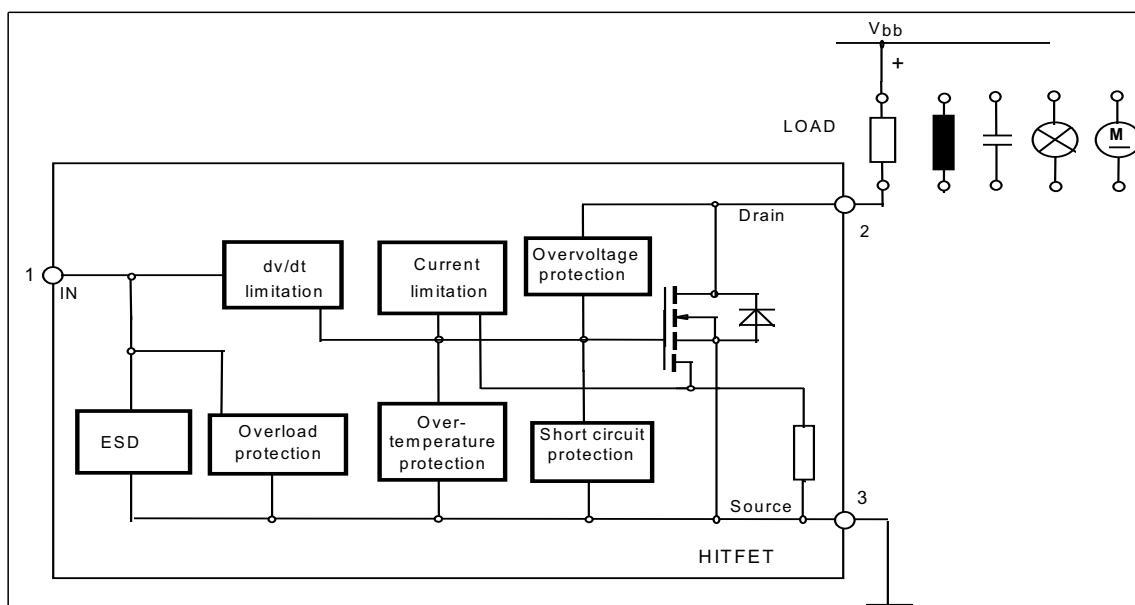 Vbb
+
LOAD
M
Drain
2
1
IN
dv/dt
limitation
Current
limitation
Overvoltage
protection
ESD
Overload
protection
Over-
temperature
protection
Short circuit
protection
Source
3
HITFET